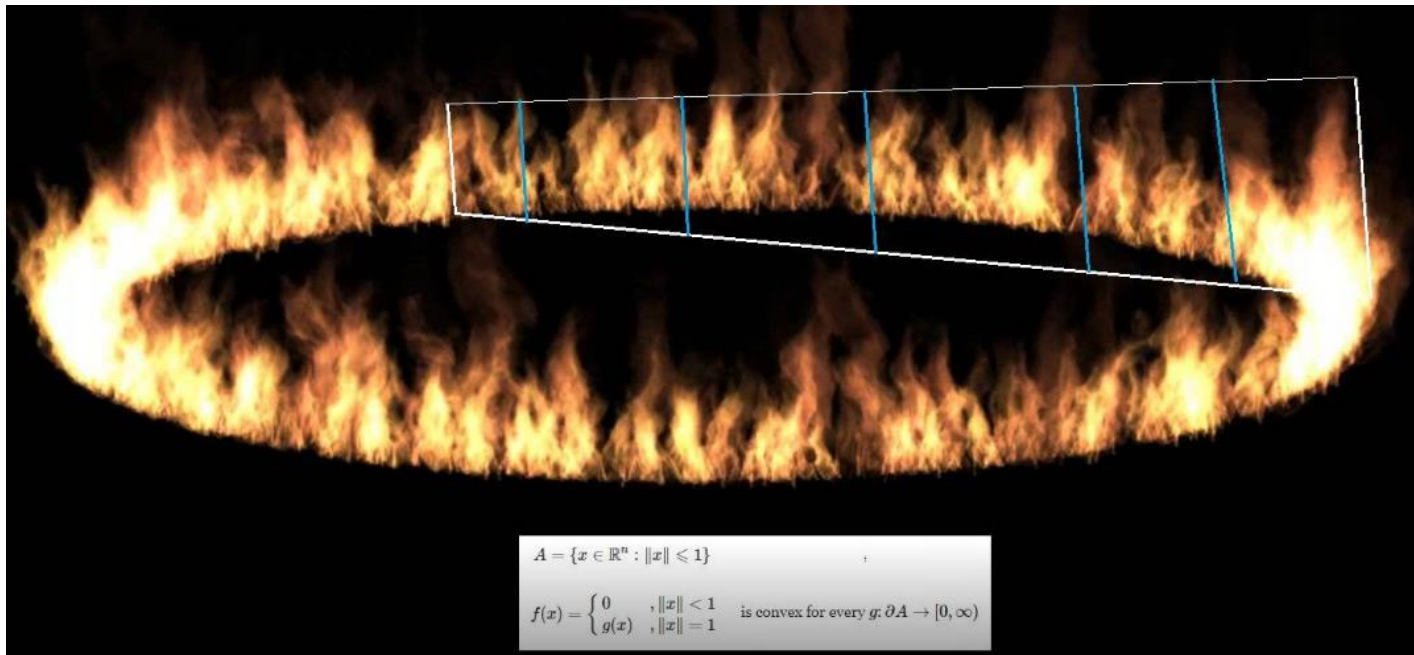 A = {x ∈ ℝⁿ : ‖x‖ ⩽ 1} ,
f(x) = { 0 , ‖x‖ < 1
g(x) , ‖x‖ = 1 is convex for every g: ∂A → [0, ∞)